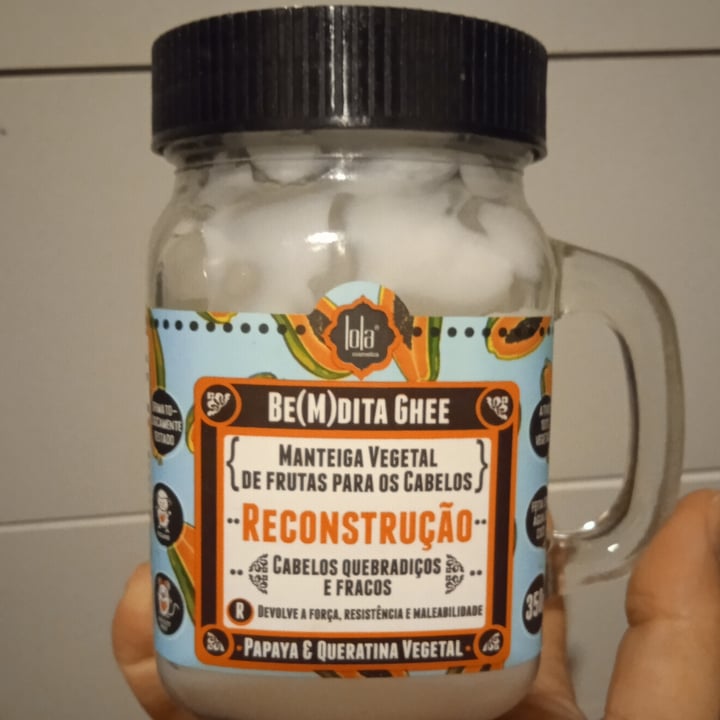 lola
cosmetics
BE(M)DITA GHEE
MANTEIGA VEGETAL
DE FRUTAS PARA OS CABELOS
RECONSTRUÇÃO
CABELOS QUEBRADIÇOS
E FRACOS
R DEVOLVE A FORÇA, RESISTÊNCIA E MALEABILIDADE
PAPAYA & QUERATINA VEGETAL